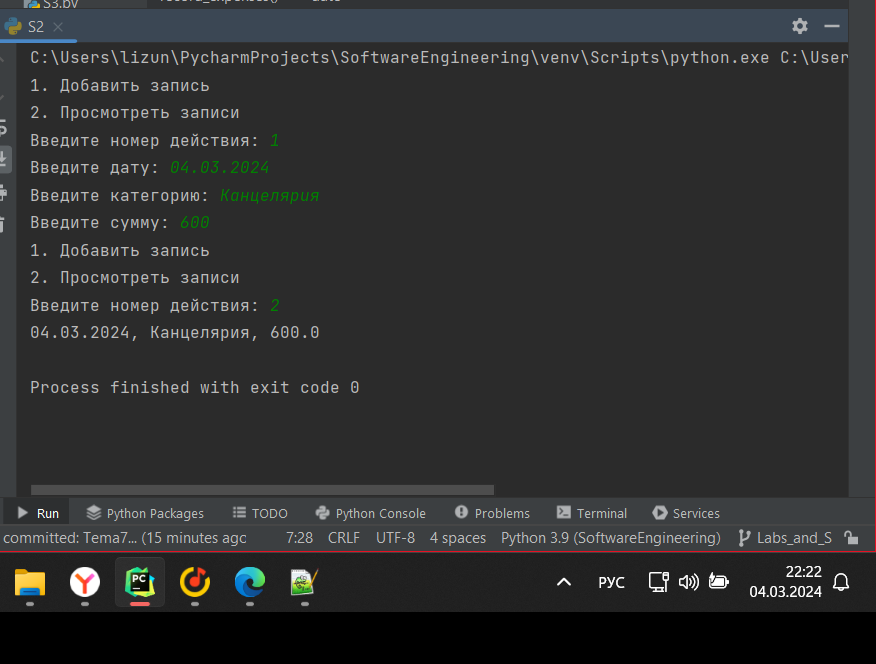 S2
C:\Users\lizun\PycharmProjects\SoftwareEngineering\venv\Scripts\python.exe C:\User
1. Добавить запись
2. Просмотреть записи
Введите номер действия: 1
Введите дату: 04.03.2024
Введите категорию: Канцелярия
Введите сумму: 600
1. Добавить запись
2. Просмотреть записи
Введите номер действия: 2
04.03.2024, Канцелярия, 600.0
Process finished with exit code 0
Run Python Packages TODO Python Console Problems Terminal Services
committed: Tema7... (15 minutes ago 7:28 CRLF UTF-8 4 spaces Python 3.9 (SoftwareEngineering) Labs_and_S
PC
РУС
22:22
04.03.2024